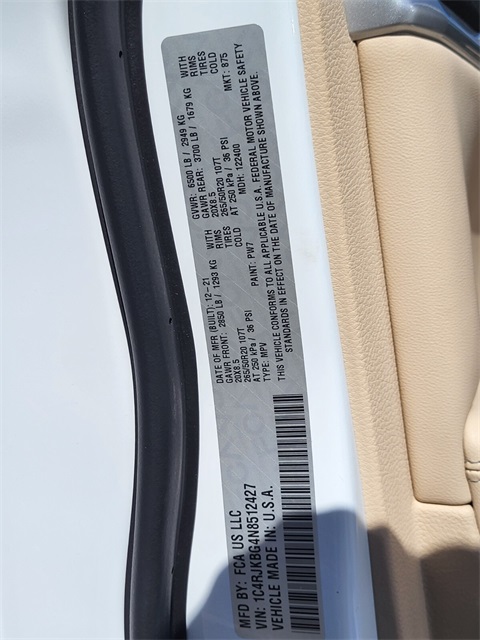 MFD BY: FCA US LLC
DATE OF MFR (BUILT): 12-21 GVWR: 6500 LB / 2949 KG
GAWR FRONT: 2850 LB / 1293 KG WITH GAWR REAR: 3700 LB / 1679 KG WITH
20X8.5 RIMS 20X8.5 RIMS
265/50R20 107T TIRES 265/50R20 107T TIRES
AT 250 kPa / 36 PSI COLD AT 250 kPa / 36 PSI COLD
TYPE: MPV PAINT: PW7 MDH: 122400 MKT: 875
THIS VEHICLE CONFORMS TO ALL APPLICABLE U.S.A. FEDERAL MOTOR VEHICLE SAFETY
STANDARDS IN EFFECT ON THE DATE OF MANUFACTURE SHOWN ABOVE.
VIN: 1C4RJKBG4N8512427
VEHICLE MADE IN: U.S.A.